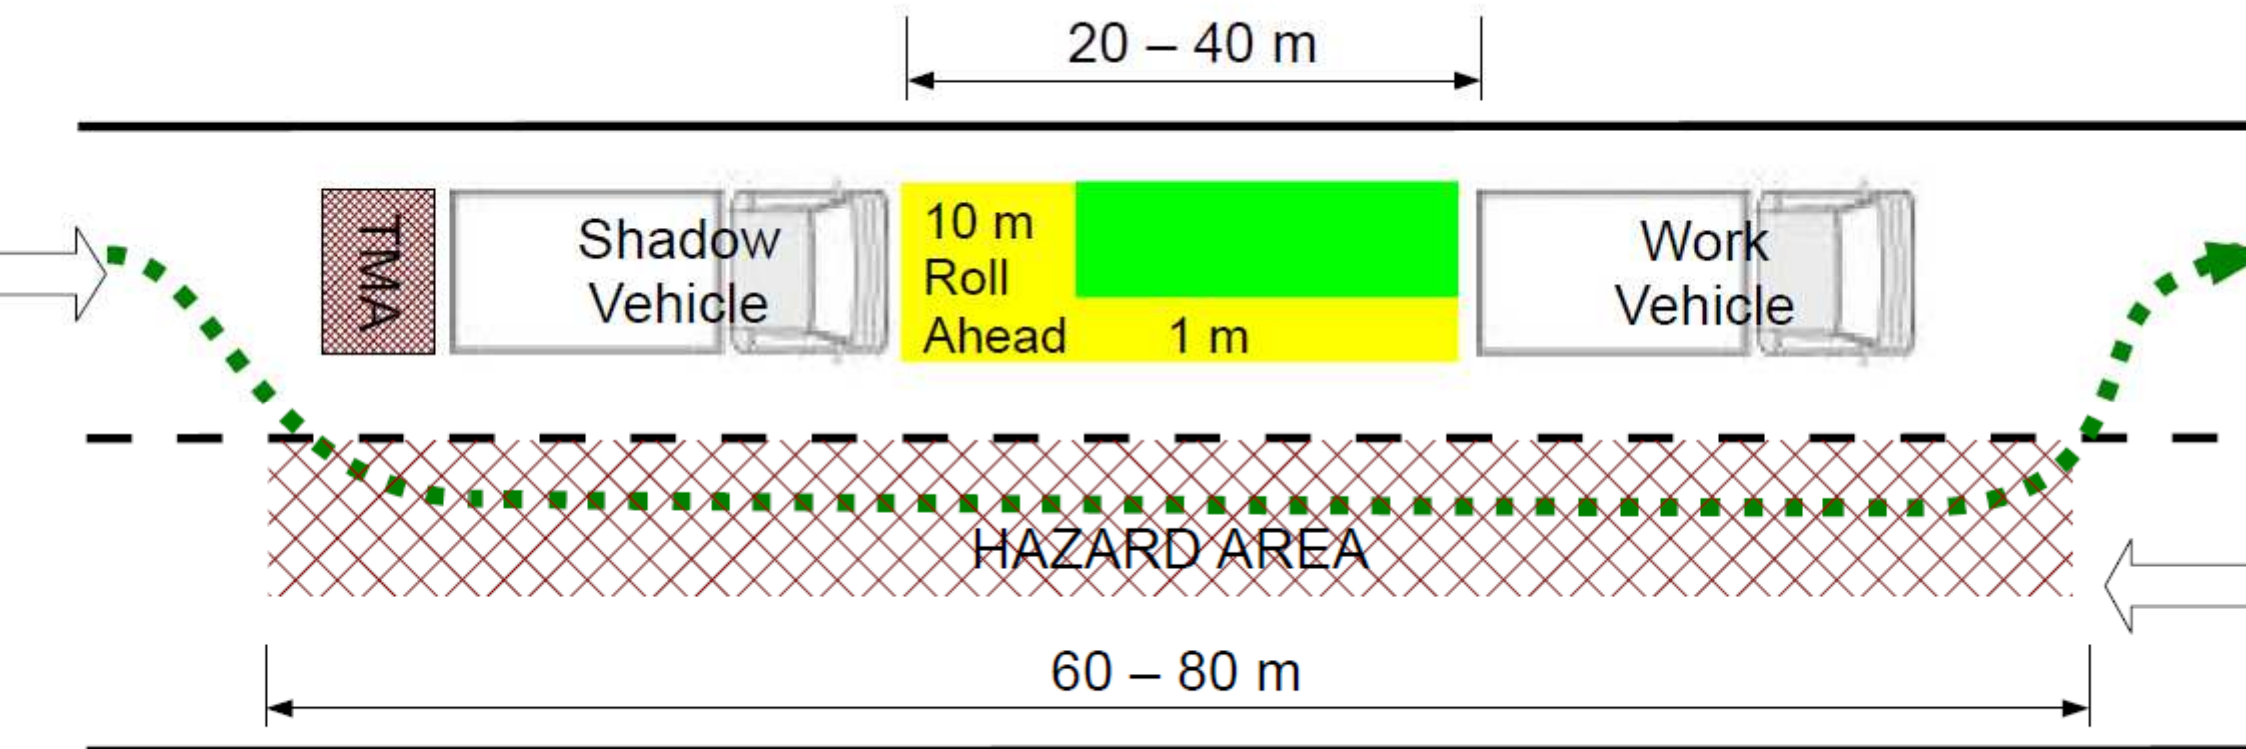 20 – 40 m
TMA
Shadow
Vehicle
10 m
Roll
Ahead
1 m
Work
Vehicle
HAZARD AREA
60 – 80 m